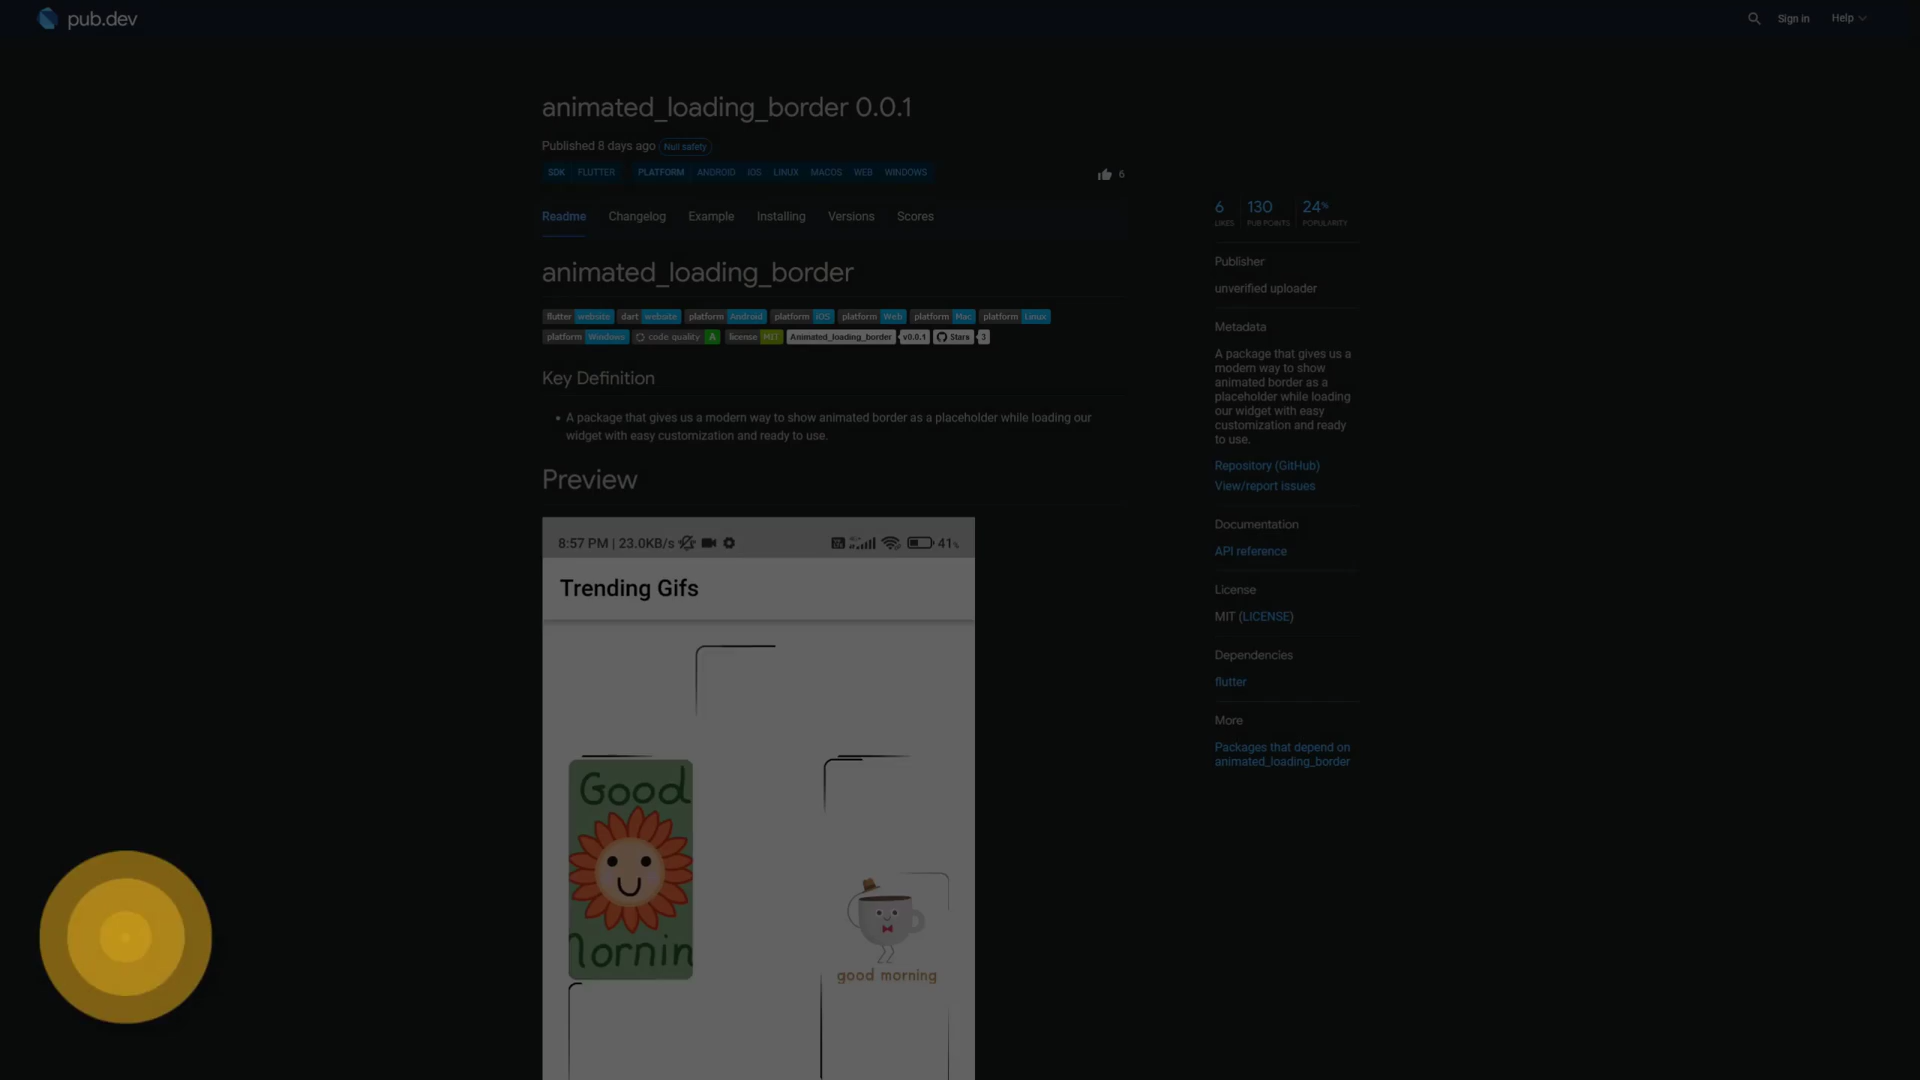 pub.dev
Sign in
Help
animated_loading_border 0.0.1
Published 8 days ago Null safety
SDK FLUTTER PLATFORM ANDROID IOS LINUX MACOS WEB WINDOWS
6
Readme Changelog Example Installing Versions Scores
animated_loading_border
flutter website dart website platform Android platform iOS platform Web platform Mac platform Linux
platform Windows code quality A license MIT Animated_loading_border v0.0.1 Stars 3
Key Definition
A package that gives us a modern way to show animated border as a placeholder while loading our
widget with easy customization and ready to use.
Preview
8:57 PM | 23.0KB/s 41%
Trending Gifs
Good
Mornin
good morning
6 130 24%
LIKES PUB POINTS POPULARITY
Publisher
unverified uploader
Metadata
A package that gives us a
modern way to show
animated border as a
placeholder while loading
our widget with easy
customization and ready
to use.
Repository (GitHub)
View/report issues
Documentation
API reference
License
MIT (LICENSE)
Dependencies
flutter
More
Packages that depend on
animated_loading_border